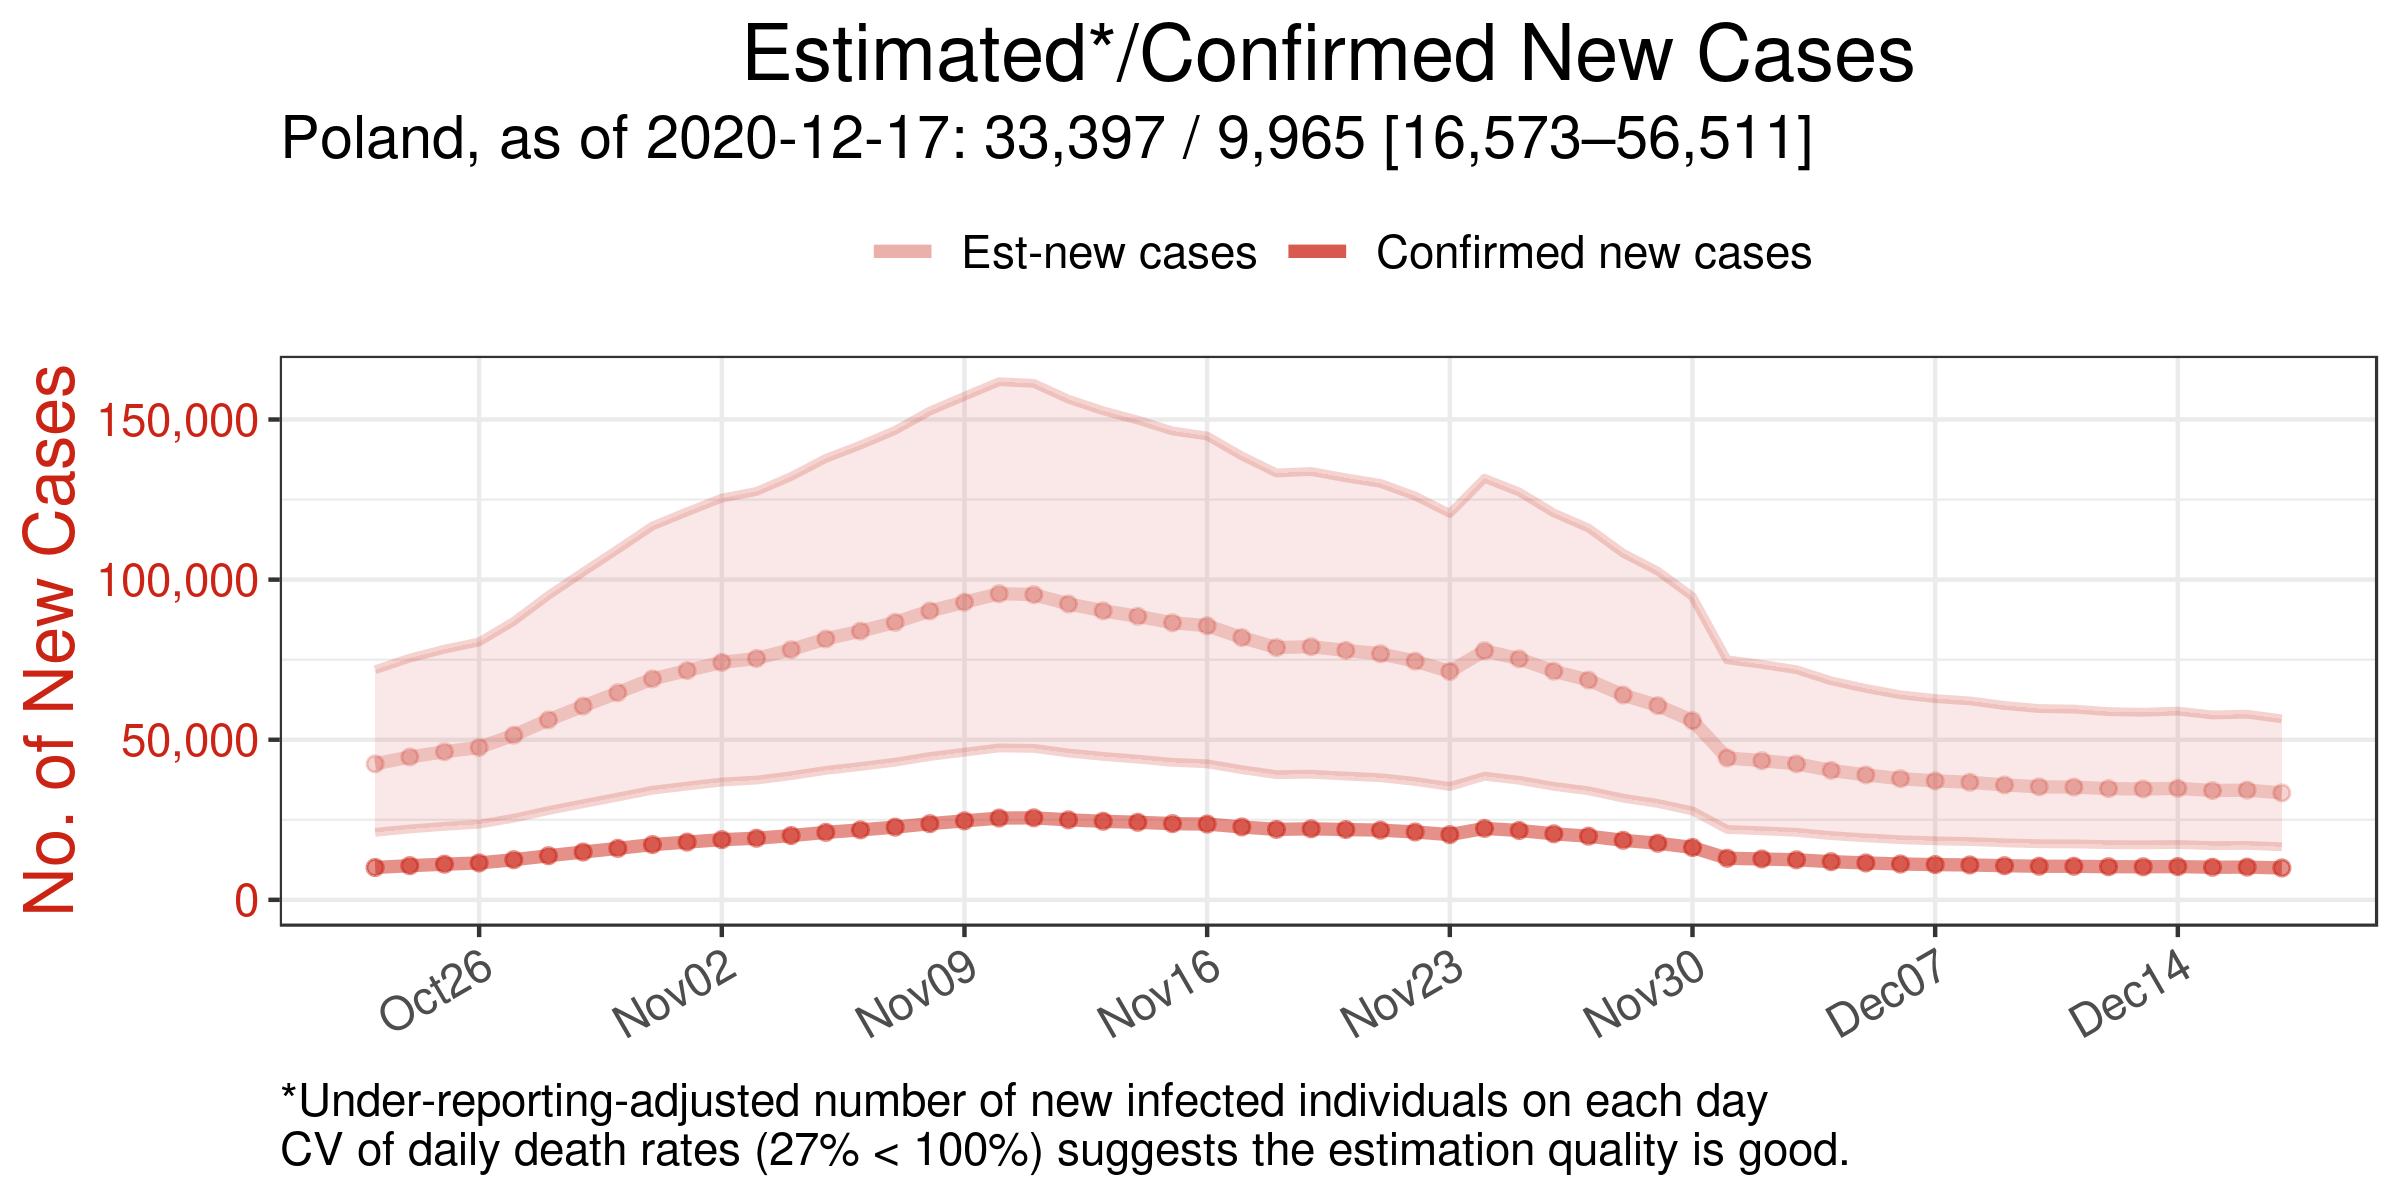 Estimated*/Confirmed New Cases
Poland, as of 2020-12-17: 33,397 / 9,965 [16,573–56,511]
Est-new cases
Confirmed new cases
No. of New Cases
150,000
100,000
50,000
0
Oct26
Nov02
Nov09
Nov16
Nov23
Nov30
Dec07
Dec14
*Under-reporting-adjusted number of new infected individuals on each day
CV of daily death rates (27% < 100%) suggests the estimation quality is good.